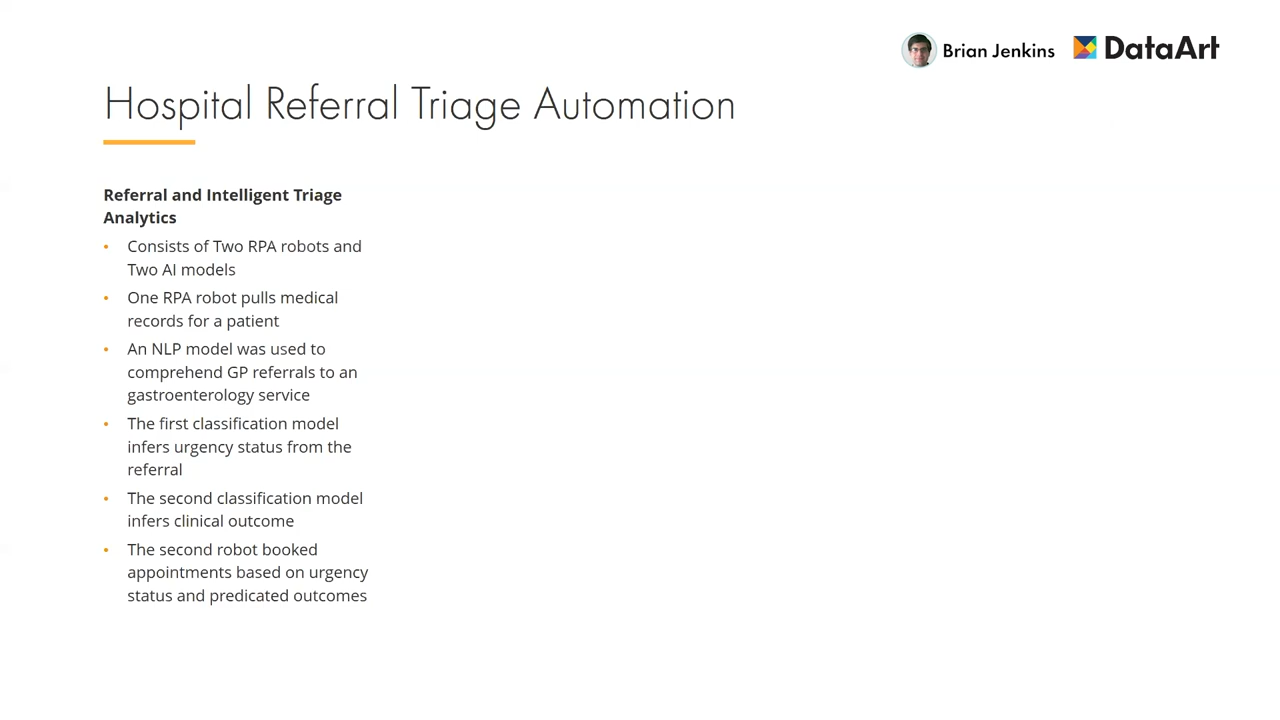 Brian Jenkins DataArt
Hospital Referral Triage Automation
Referral and Intelligent Triage
Analytics
• Consists of Two RPA robots and
Two AI models
• One RPA robot pulls medical
records for a patient
• An NLP model was used to
comprehend GP referrals to an
gastroenterology service
• The first classification model
infers urgency status from the
referral
• The second classification model
infers clinical outcome
• The second robot booked
appointments based on urgency
status and predicated outcomes